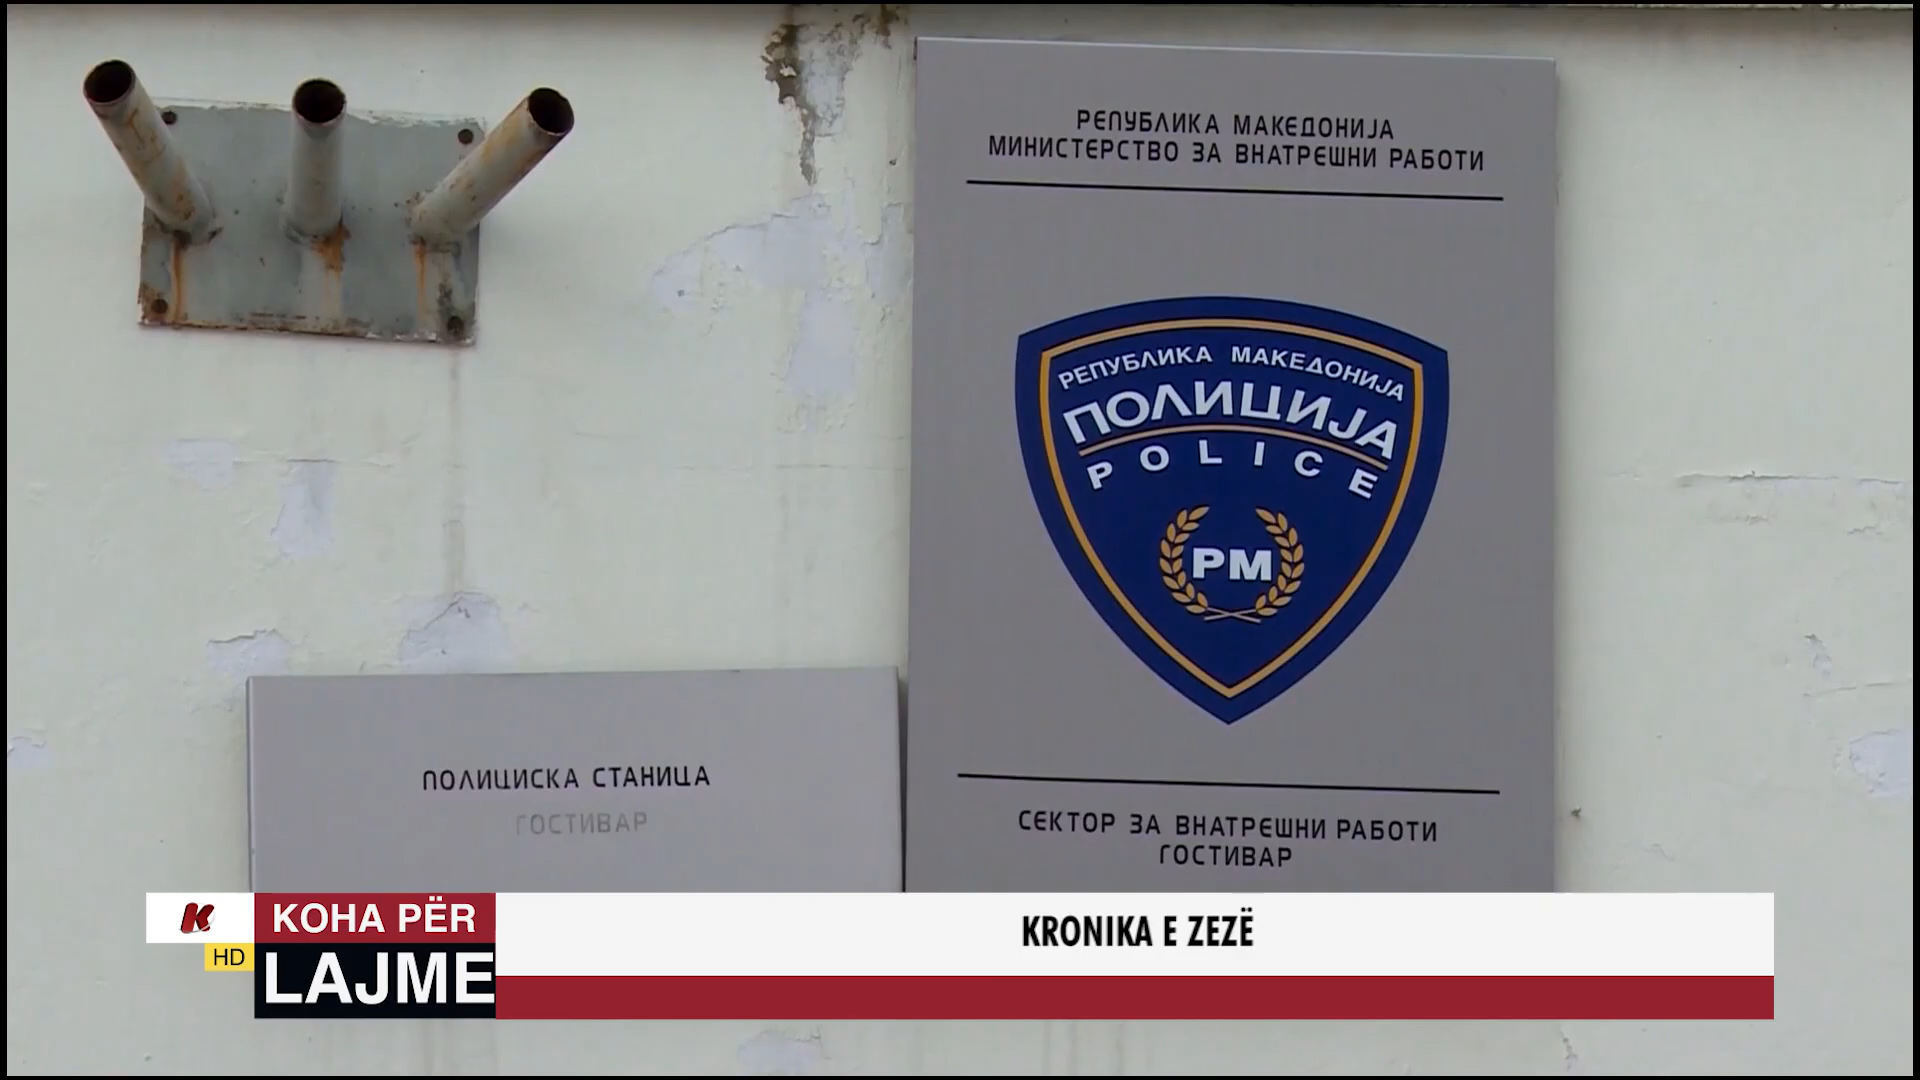 РЕПУБЛИКА МАКЕДОНИЈА
МИНИСТЕРСТВО ЗА ВНАТРЕШНИ РАБОТИ
РЕПУБЛИКА МАКЕДОНИЈА
ПОЛИЦИЈА
POLICE
РМ
ПОЛИЦИСКА СТАНИЦА
ГОСТИВАР
СЕКТОР ЗА ВНАТРЕШНИ РАБОТИ
ГОСТИВАР
K
HD
KOHA PËR
LAJME
KRONIKA E ZEZË